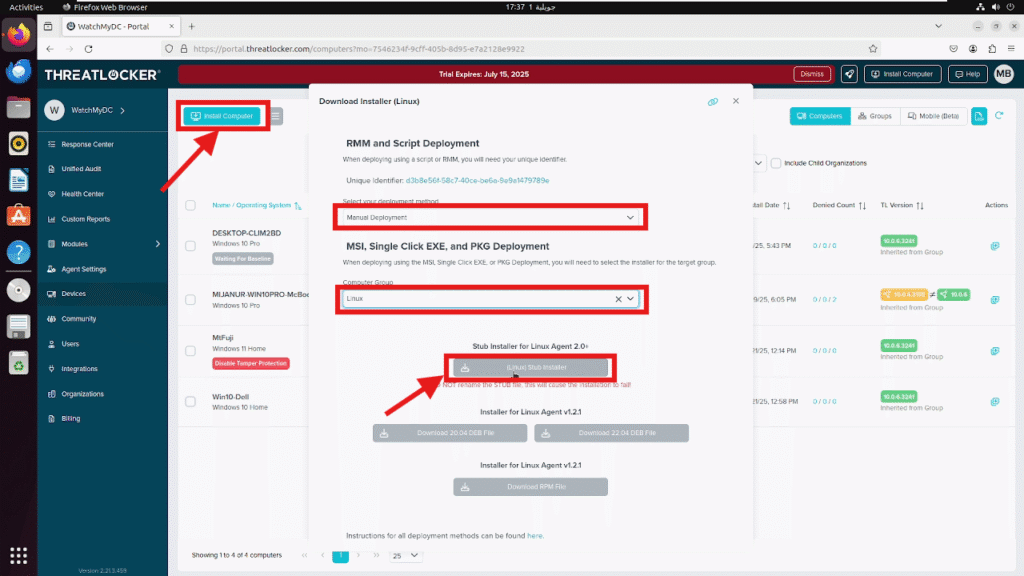 Activities
Firefox Web Browser
17:37 1 جويلية
WatchMyDC - Portal
https://portal.threatlocker.com/computers?mo=7546234f-9cff-405b-8d95-e7a2128e9922
THREATLOCKER
Trial Expires: July 15, 2025
Dismiss
Install Computer
Help
MB
W
WatchMyDC
Install Computer
Download Installer (Linux)
Computers
Groups
Mobile (Beta)
Response Center
Unified Audit
Health Center
Custom Reports
Modules
Agent Settings
Devices
Community
Users
Integrations
Organizations
Billing
Version 2.21.3.459
RMM and Script Deployment
When deploying using a script or RMM, you will need your unique identifier.
Unique Identifier: d3b8e56f-58c7-40ce-be6a-9a9a1479789e
Select your deployment method
Manual Deployment
MSI, Single Click EXE, and PKG Deployment
When deploying using the MSI, Single Click EXE, or PKG Deployment, you will need to select the installer for the target group.
Computer Group
Linux
Stub Installer for Linux Agent 2.0+
(Linux) Stub Installer
NOT rename the STUB file, this will cause the installation to fail!
Installer for Linux Agent v1.2.1
Download 20.04 DEB File
Download 22.04 DEB File
Installer for Linux Agent v1.2.1
Download RPM File
Instructions for all deployment methods can be found here.
Include Child Organizations
Name / Operating System
Date
Denied Count
TL Version
Actions
DESKTOP-CLIM2BD
Windows 10 Pro
Waiting For Baseline
/25, 5:43 PM
0 / 0 / 0
10.0.6.3241
Inherited from Group
MIJANUR-WIN10PRO-McBoo
Windows 10 Pro
9/25, 6:05 PM
0 / 0 / 2
≠
10.0.6
Inherited from Group
MtFuji
Windows 11 Home
Disable Tamper Protection
1/25, 12:14 PM
0 / 0 / 0
10.0.6.3241
Inherited from Group
Win10-Dell
Windows 10 Home
1/25, 12:58 PM
0 / 0 / 0
10.0.6.3241
Inherited from Group
Showing 1 to 4 of 4 computers
1
25